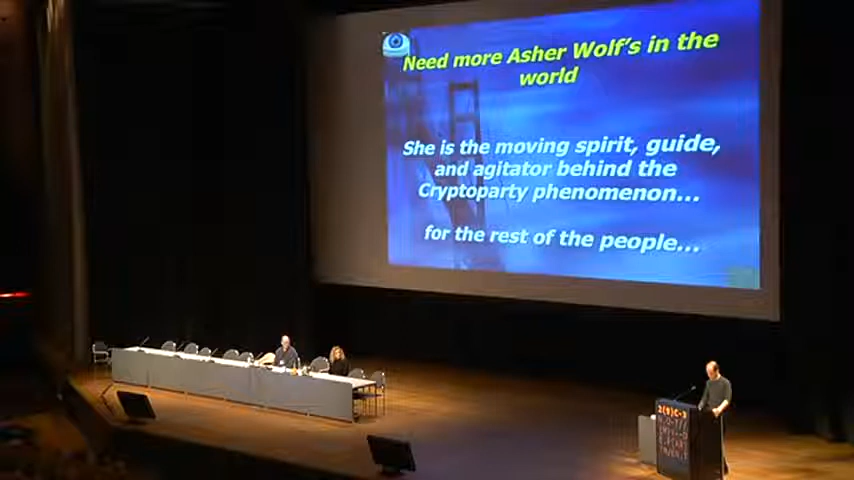 Need more Asher Wolf's in the
world
She is the moving spirit, guide,
and agitator behind the
Cryptoparty phenomenon...
for the rest of the people...